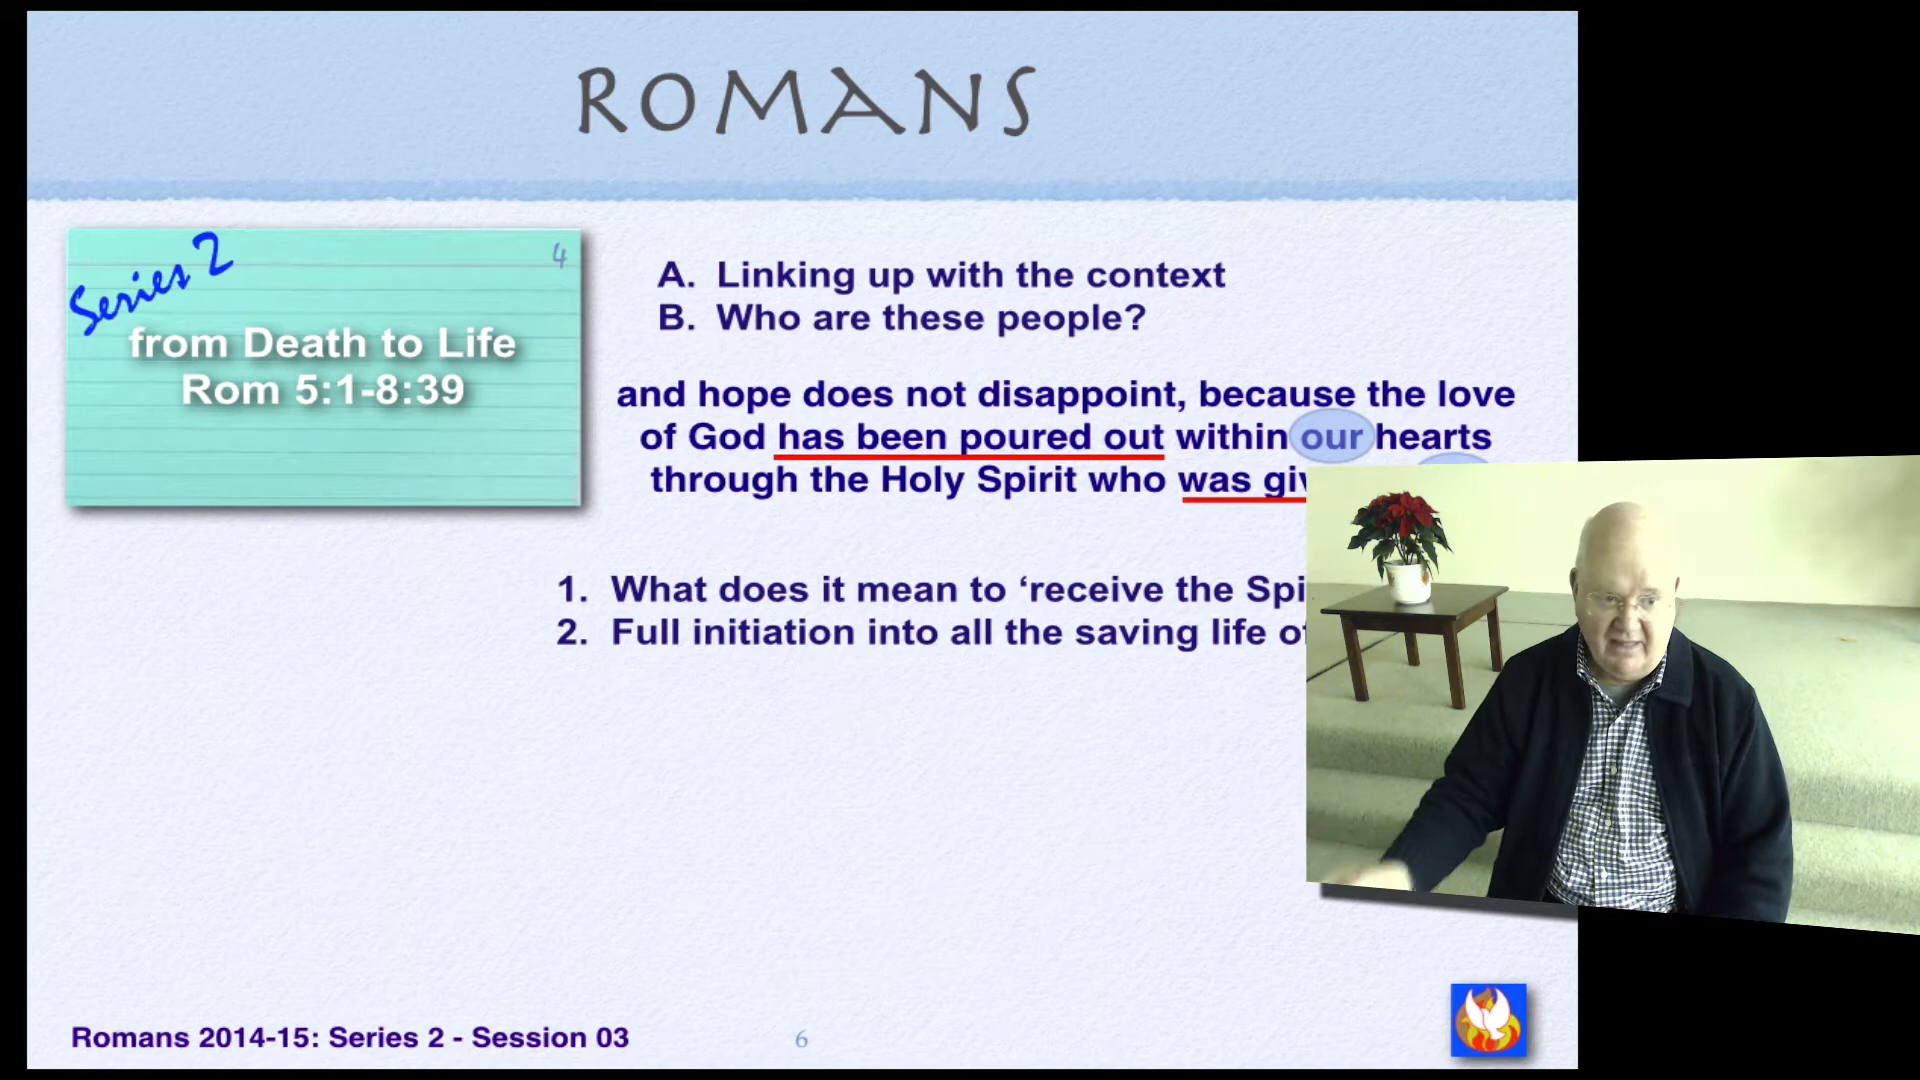 ROMANS
Series 2
4
from Death to Life
Rom 5:1-8:39
A. Linking up with the context
B. Who are these people?
and hope does not disappoint, because the love
of God has been poured out within our hearts
through the Holy Spirit who was
1. What does it mean to ‘receive the
2. Full initiation into all the saving life
Romans 2014-15: Series 2 - Session 03
6